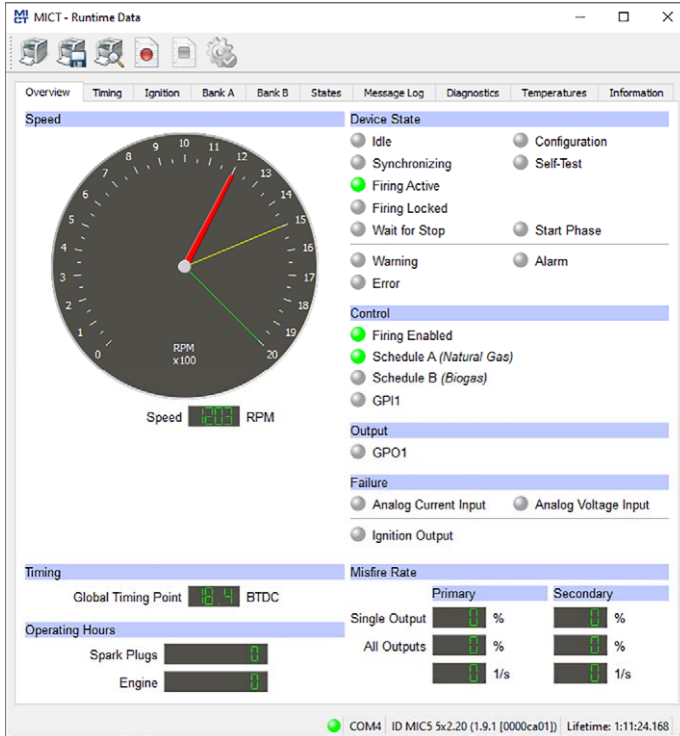 MICT - Runtime Data
Overview Timing Ignition Bank A Bank B States Message Log Diagnostics Temperatures Information
Speed
0 1 2 3 4 5 6 7 8 9 10 11 12 13 14 15 16 17 18 19 20
RPM
x100
Speed 1203 RPM
Device State
Idle Configuration
Synchronizing Self-Test
Firing Active
Firing Locked
Wait for Stop Start Phase
Warning Alarm
Error
Control
Firing Enabled
Schedule A (Natural Gas)
Schedule B (Biogas)
GPI1
Output
GPO1
Failure
Analog Current Input Analog Voltage Input
Ignition Output
Timing
Global Timing Point 18.4 BTDC
Operating Hours
Spark Plugs 0
Engine 0
Misfire Rate
Primary Secondary
Single Output 0 % 0 %
All Outputs 0 % 0 %
0 1/s 0 1/s
COM4 ID MIC5 5x2.20 (1.9.1 [0000ca01]) Lifetime: 1:11:24.168